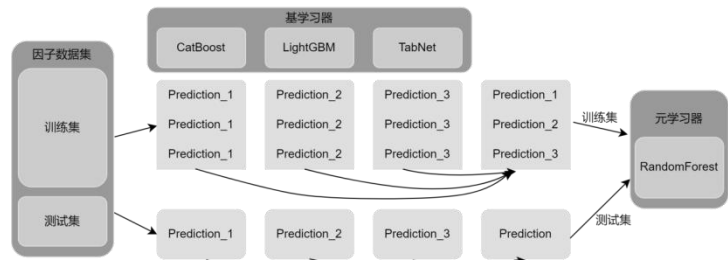 基学习器
CatBoost
LightGBM
TabNet
因子数据集
训练集
测试集
Prediction_1
Prediction_2
Prediction_3
Prediction_1
Prediction_1
Prediction_2
Prediction_3
Prediction_2
Prediction_1
Prediction_2
Prediction_3
Prediction_3
训练集
元学习器
RandomForest
测试集
Prediction_1
Prediction_2
Prediction_3
Prediction